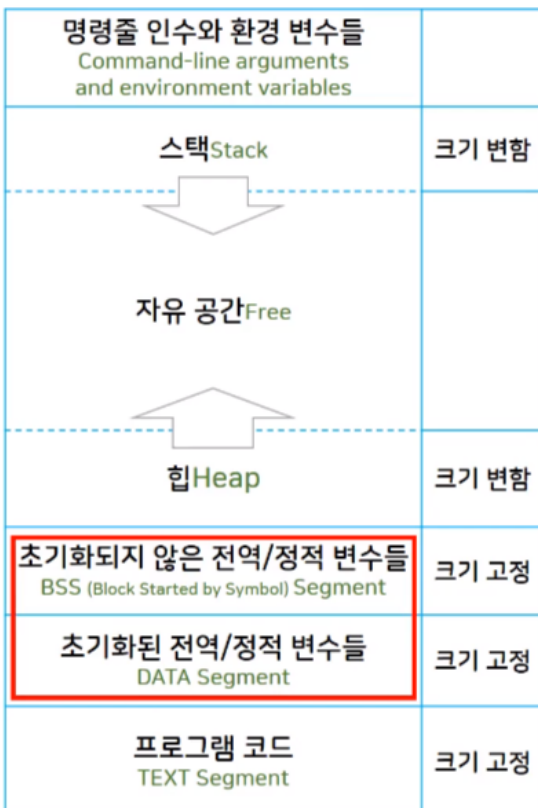 명령줄 인수와 환경 변수들
Command-line arguments
and environment variables
스택Stack
크기 변함
자유 공간Free
힙Heap
크기 변함
초기화되지 않은 전역/정적 변수들
BSS (Block Started by Symbol) Segment
크기 고정
초기화된 전역/정적 변수들
DATA Segment
크기 고정
프로그램 코드
TEXT Segment
크기 고정